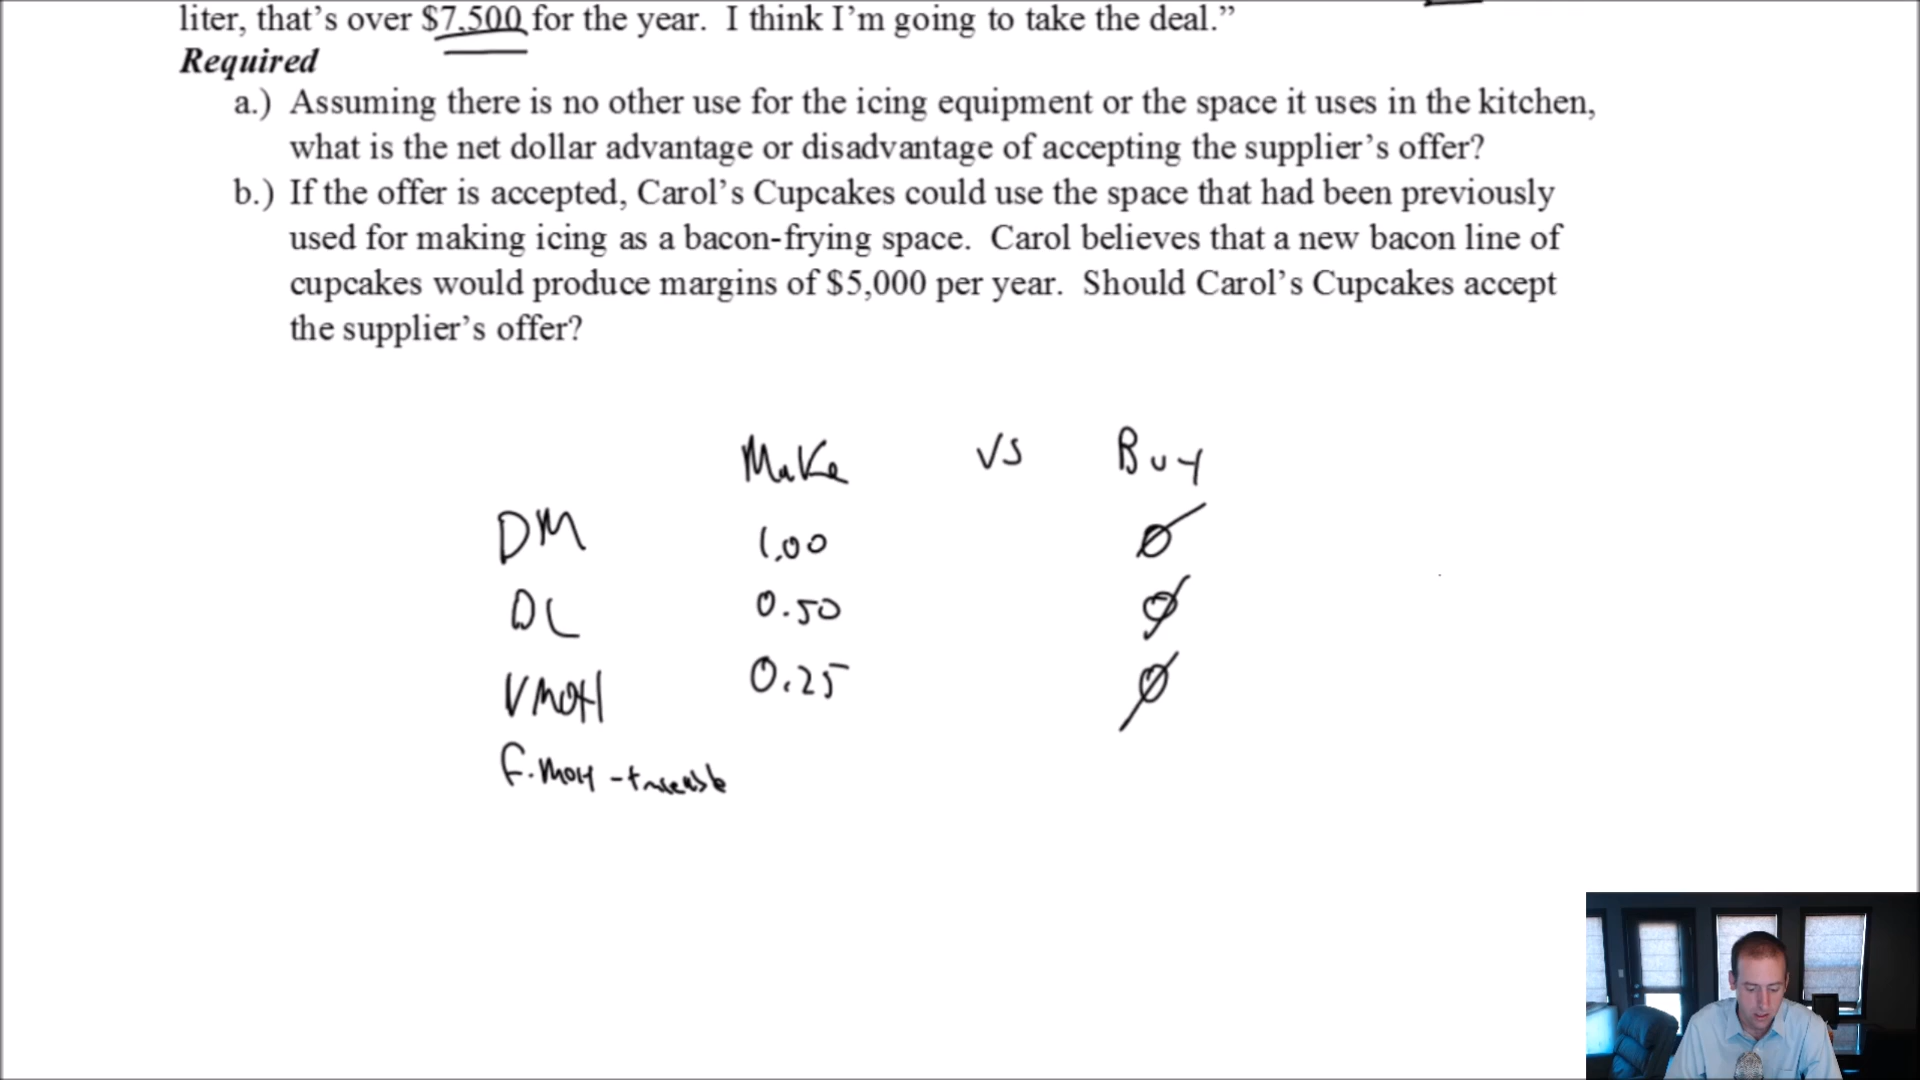 liter, that’s over $7,500 for the year. I think I’m going to take the deal.”
Required
a.) Assuming there is no other use for the icing equipment or the space it uses in the kitchen,
what is the net dollar advantage or disadvantage of accepting the supplier’s offer?
b.) If the offer is accepted, Carol’s Cupcakes could use the space that had been previously
used for making icing as a bacon-frying space. Carol believes that a new bacon line of
cupcakes would produce margins of $5,000 per year. Should Carol’s Cupcakes accept
the supplier’s offer?
Make vs Buy
DM 1.00 0
DL 0.50 0
VMOH 0.25 0
F.MOH - traceable